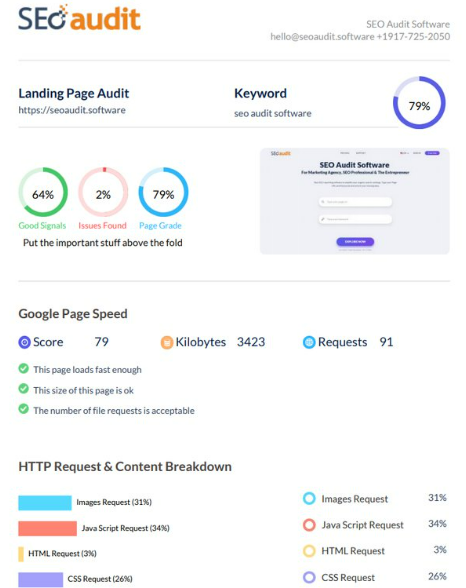 SEO audit
SEO Audit Software
hello@seoaudit.software +1917-725-2050
Landing Page Audit
https://seoaudit.software
Keyword
seo audit software
79%
64%
Good Signals
2%
Issues Found
79%
Page Grade
Put the important stuff above the fold
SEO audit
SEO Audit Software
For Marketing Agency, SEO Professional & The Entrepreneur
EXPLORE NOW
Google Page Speed
Score 79
Kilobytes 3423
Requests 91
This page loads fast enough
This size of this page is ok
The number of file requests is acceptable
HTTP Request & Content Breakdown
Images Request (31%)
Java Script Request (34%)
HTML Request (3%)
CSS Request (26%)
Images Request 31%
Java Script Request 34%
HTML Request 3%
CSS Request 26%